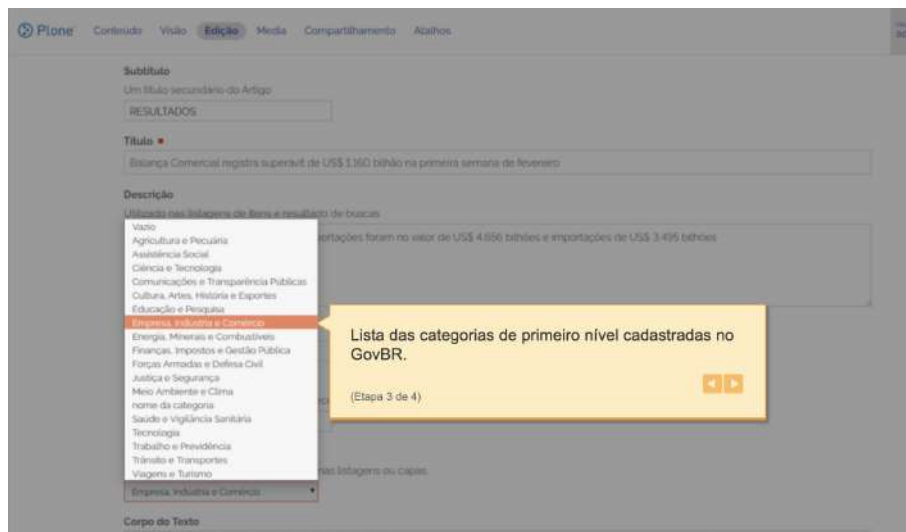 Plone Conteúdo Visão Edição Media Compartilhamento Atalhos
Subtítulo
Um título secundário do Artigo
RESULTADOS
Título
Balança Comercial registra superávit de US$ 1.160 bilhão na primeira semana de fevereiro
Descrição
Utilizado nas listagens de itens e resultado de buscas
portações foram no valor de US$ 4.656 bilhões e importações de US$ 3.495 bilhões
Vazio
Agricultura e Pecuária
Assistência Social
Ciência e Tecnologia
Comunicações e Transparência Públicas
Cultura, Artes, História e Esportes
Educação e Pesquisa
Empresa, Indústria e Comércio
Energia, Minerais e Combustíveis
Finanças, Impostos e Gestão Pública
Forças Armadas e Defesa Civil
Justiça e Segurança
Meio Ambiente e Clima
nome da categoria
Saúde e Vigilância Sanitária
Tecnologia
Trabalho e Previdência
Trânsito e Transportes
Viagens e Turismo
Lista das categorias de primeiro nível cadastradas no
GovBR.
(Etapa 3 de 4)
nas listagens ou capas.
Empresa, Indústria e Comércio
Corpo do Texto